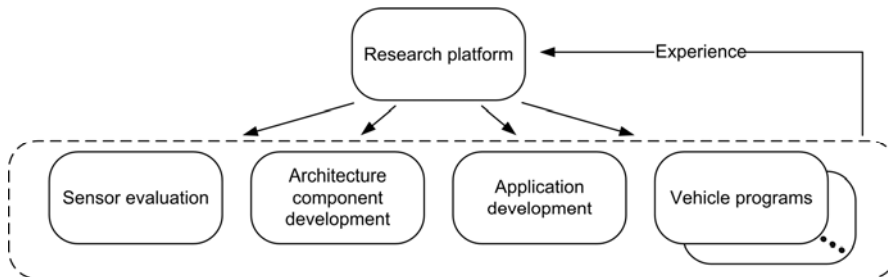 Research platform
Experience
Sensor evaluation
Architecture
component
development
Application
development
Vehicle programs